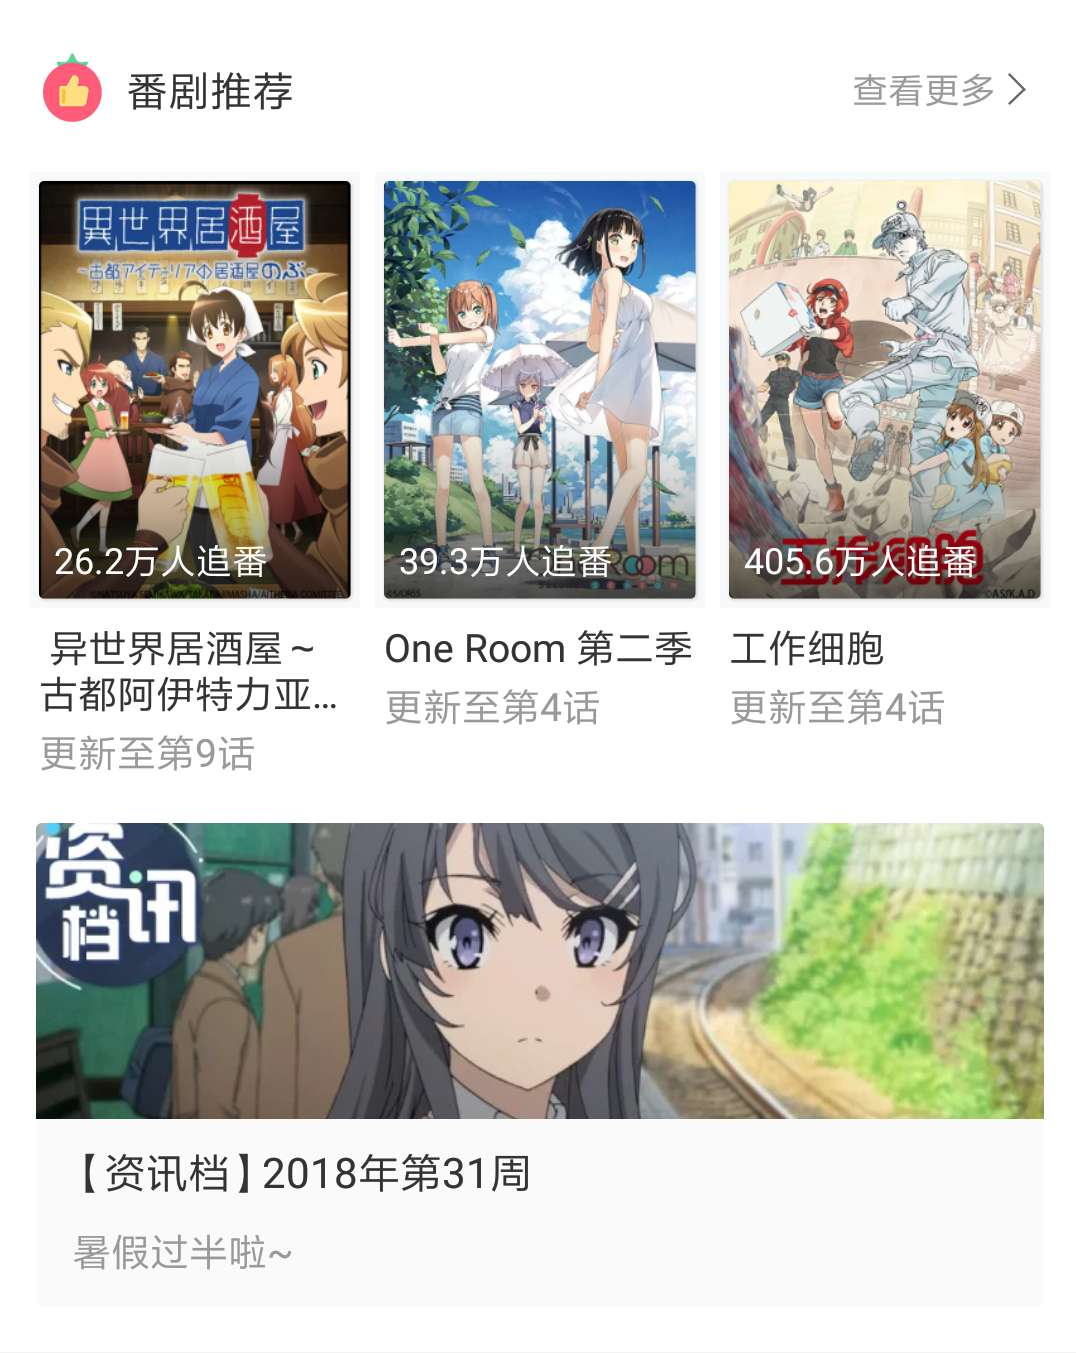 番剧推荐
查看更多
異世界居酒屋
~古都アイテーリアの居酒屋のぶ~
26.2万人追番
39.3万人追番
Room
405.6万人追番
工作细胞
©A.S/K.A.D
异世界居酒屋～
古都阿伊特力亚...
更新至第9话
One Room 第二季
更新至第4话
工作细胞
更新至第4话
资讯档
【资讯档】2018年第31周
暑假过半啦~